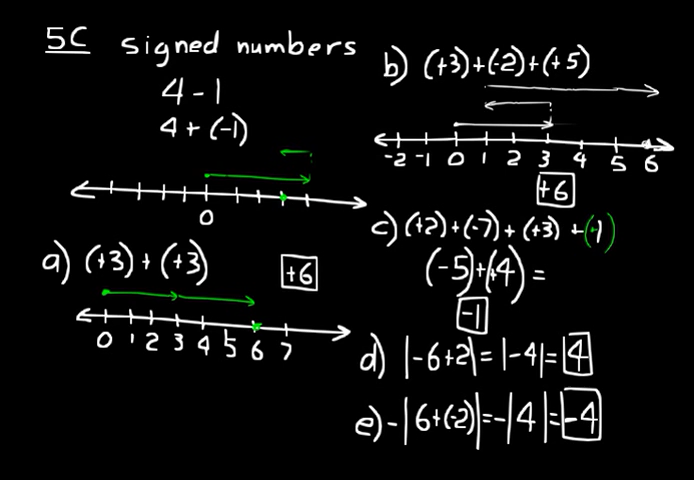 5C signed numbers
4 - 1
4 + (-1)
0
a) (+3) + (+3)
+6
0 1 2 3 4 5 6 7
b) (+3)+(-2)+(+5)
-2 -1 0 1 2 3 4 5 6
+6
c) (+2)+(-7)+(+3)+(-1)
(-5)+(+4) =
-1
d) |-6+2| = |-4| = 4
e) -|6+(-2)| = -|4| = -4